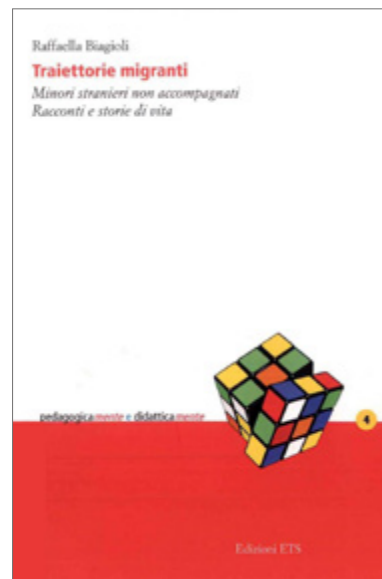 Raffaella Biagioli
Traiettorie migranti
Minori stranieri non accompagnati
Racconti e storie di vita
pedagogicamente e didatticamente
4
Edizioni ETS